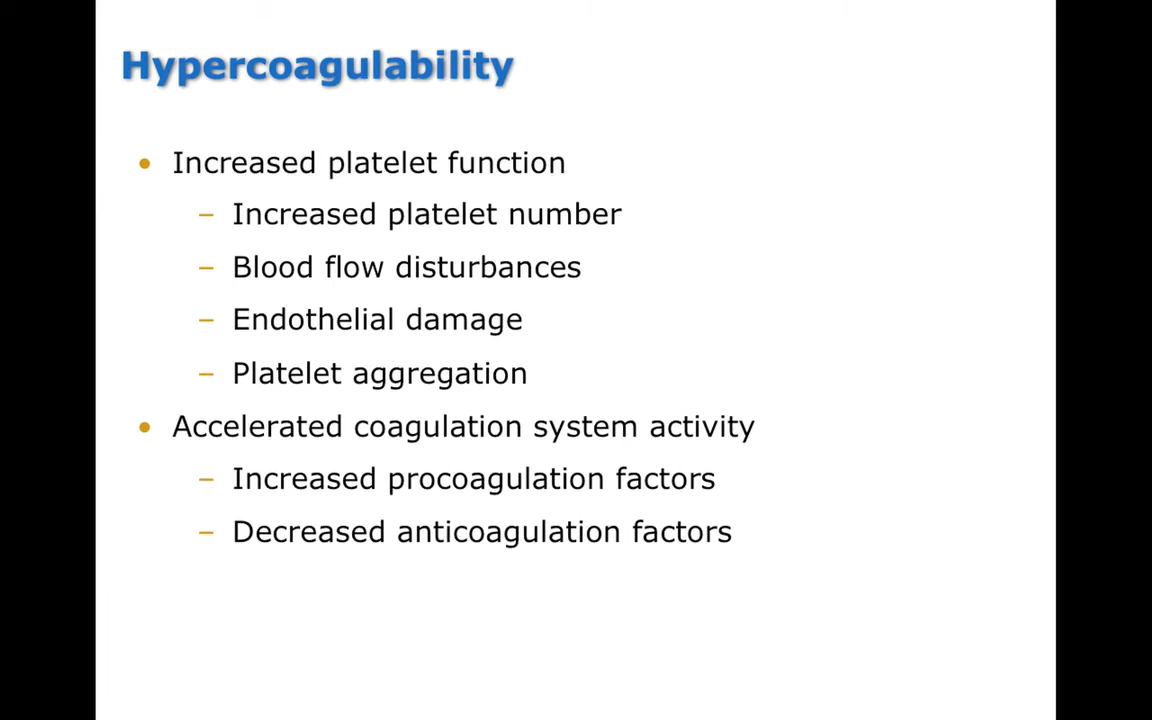 Hypercoagulability
• Increased platelet function
– Increased platelet number
– Blood flow disturbances
– Endothelial damage
– Platelet aggregation
• Accelerated coagulation system activity
– Increased procoagulation factors
– Decreased anticoagulation factors